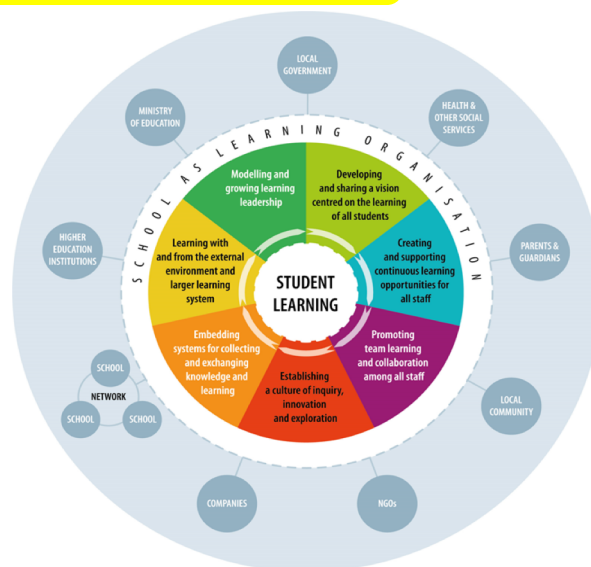 LOCAL
GOVERNMENT
MINISTRY
OF EDUCATION
HEALTH &
OTHER SOCIAL
SERVICES
HIGHER
EDUCATION
INSTITUTIONS
PARENTS &
GUARDIANS
SCHOOL
NETWORK
SCHOOL
SCHOOL
LOCAL
COMMUNITY
COMPANIES
NGOs
SCHOOL AS LEARNING ORGANISATION
Modelling and
growing learning
leadership
Developing
and sharing a vision
centred on the learning
of all students
Creating
and supporting
continuous learning
opportunities for
all staff
Promoting
team learning
and collaboration
among all staff
Establishing
a culture of inquiry,
innovation
and exploration
Embedding
systems for collecting
and exchanging
knowledge and
learning
Learning with
and from the external
environment and
larger learning
system
STUDENT
LEARNING